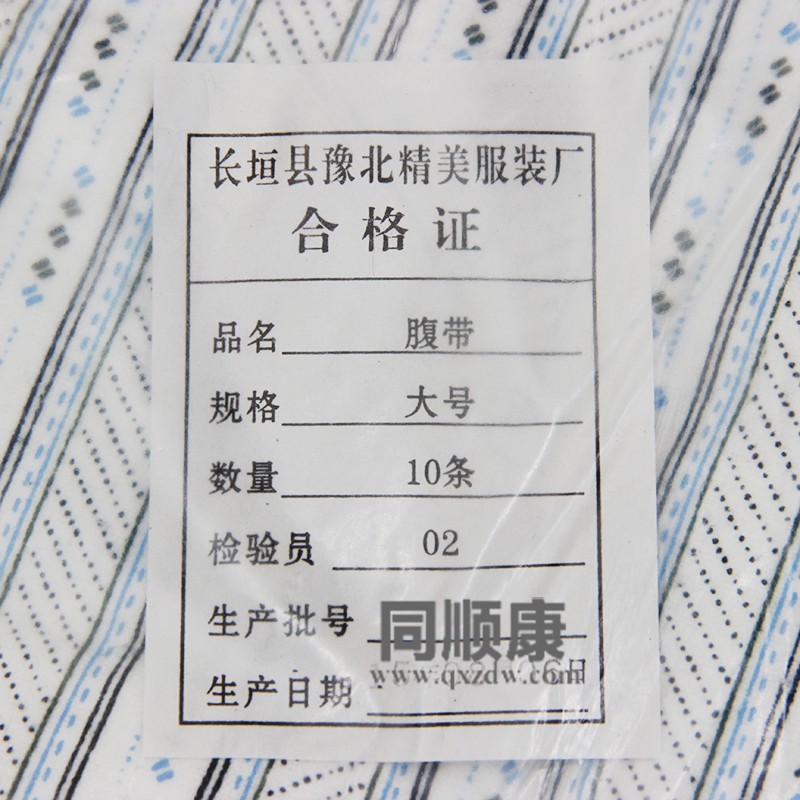 长垣县豫北精美服装厂
合格证
品名 腹带
规格 大号
数量 10条
检验员 02
生产批号
同顺康
www.qxzdw.com
生产日期